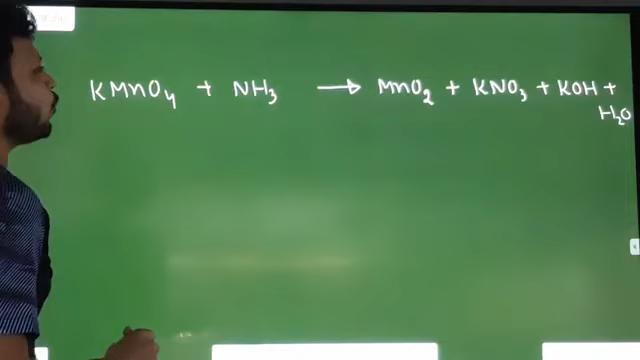 KMnO₄ + NH₃ → MnO₂ + KNO₃ + KOH +
H₂O